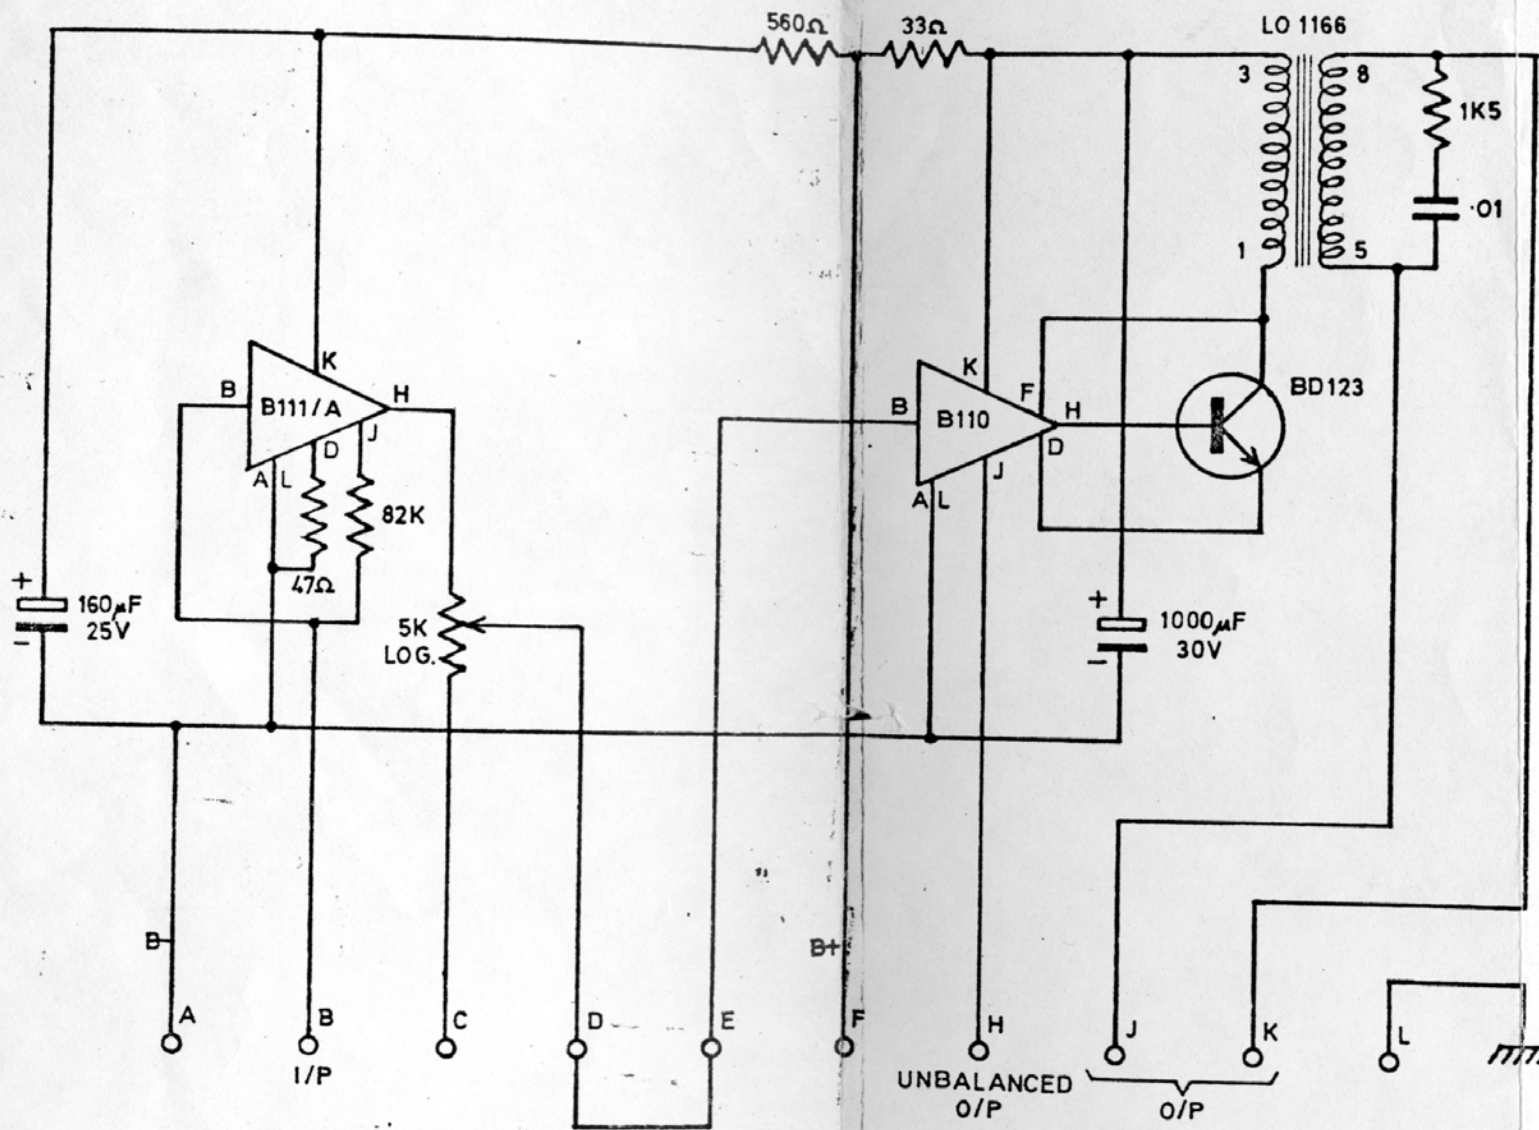 560Ω
33Ω
LO 1166
3
8
1K5
·01
1
5
K
B
B111/A
H
D
J
A
L
82K
47Ω
+
160μF
25V
−
5K
LOG.
K
B
B110
F
H
D
J
A
L
BD123
+
1000μF
30V
−
B-
B+
A
B
C
D
E
F
H
J
K
L
I/P
UNBALANCED
O/P
O/P